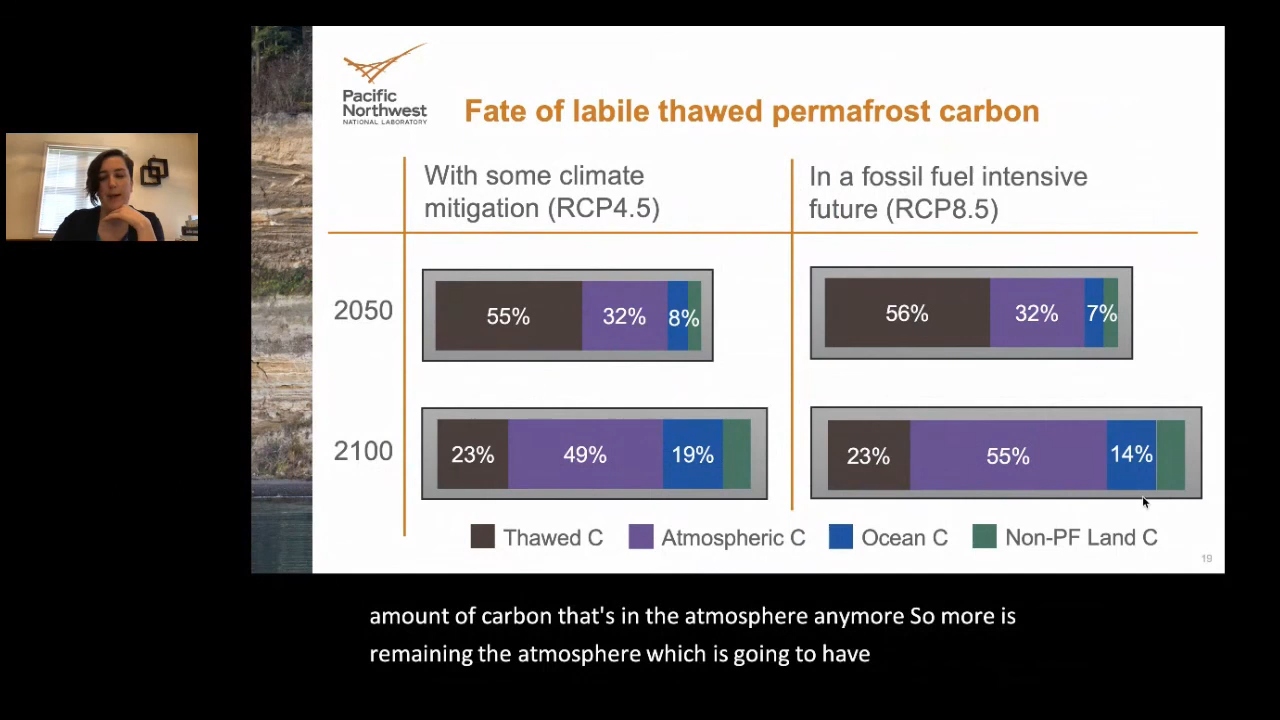 Pacific
Northwest
NATIONAL LABORATORY
Fate of labile thawed permafrost carbon
With some climate
mitigation (RCP4.5)
In a fossil fuel intensive
future (RCP8.5)
2050
55% 32% 8%
56% 32% 7%
2100
23% 49% 19%
23% 55% 14%
Thawed C Atmospheric C Ocean C Non-PF Land C
19
amount of carbon that's in the atmosphere anymore So more is
remaining the atmosphere which is going to have